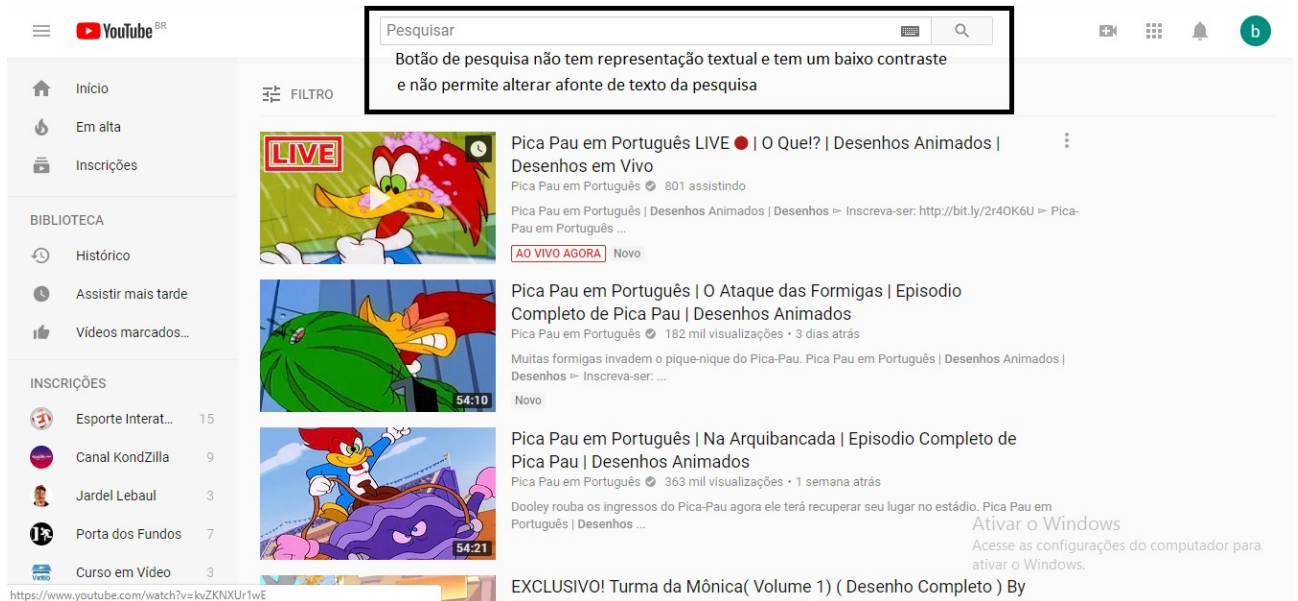 YouTube BR
Pesquisar
Botão de pesquisa não tem representação textual e tem um baixo contraste
e não permite alterar afonte de texto da pesquisa
b
Início
Em alta
Inscrições
BIBLIOTECA
Histórico
Assistir mais tarde
Vídeos marcados...
INSCRIÇÕES
Esporte Interat... 15
Canal KondZilla 9
Jardel Lebaul 3
Porta dos Fundos 7
Curso em Vídeo 3
FILTRO
LIVE
Pica Pau em Português LIVE 🔴 | O Que!? | Desenhos Animados |
Desenhos em Vivo
Pica Pau em Português 801 assistindo
Pica Pau em Português | Desenhos Animados | Desenhos ⊳ Inscreva-ser: http://bit.ly/2r4OK6U ⊳ Pica-
Pau em Português ...
AO VIVO AGORA Novo
54:10
Pica Pau em Português | O Ataque das Formigas | Episodio
Completo de Pica Pau | Desenhos Animados
Pica Pau em Português 182 mil visualizações • 3 dias atrás
Muitas formigas invadem o pique-nique do Pica-Pau. Pica Pau em Português | Desenhos Animados |
Desenhos ⊳ Inscreva-ser: ...
Novo
54:21
Pica Pau em Português | Na Arquibancada | Episodio Completo de
Pica Pau | Desenhos Animados
Pica Pau em Português 363 mil visualizações • 1 semana atrás
Dooley rouba os ingressos do Pica-Pau agora ele terá recuperar seu lugar no estádio. Pica Pau em
Português | Desenhos ...
EXCLUSIVO! Turma da Mônica( Volume 1) ( Desenho Completo ) By
Ativar o Windows
Acesse as configurações do computador para
ativar o Windows.
https://www.youtube.com/watch?v=kvZKNXUr1wE